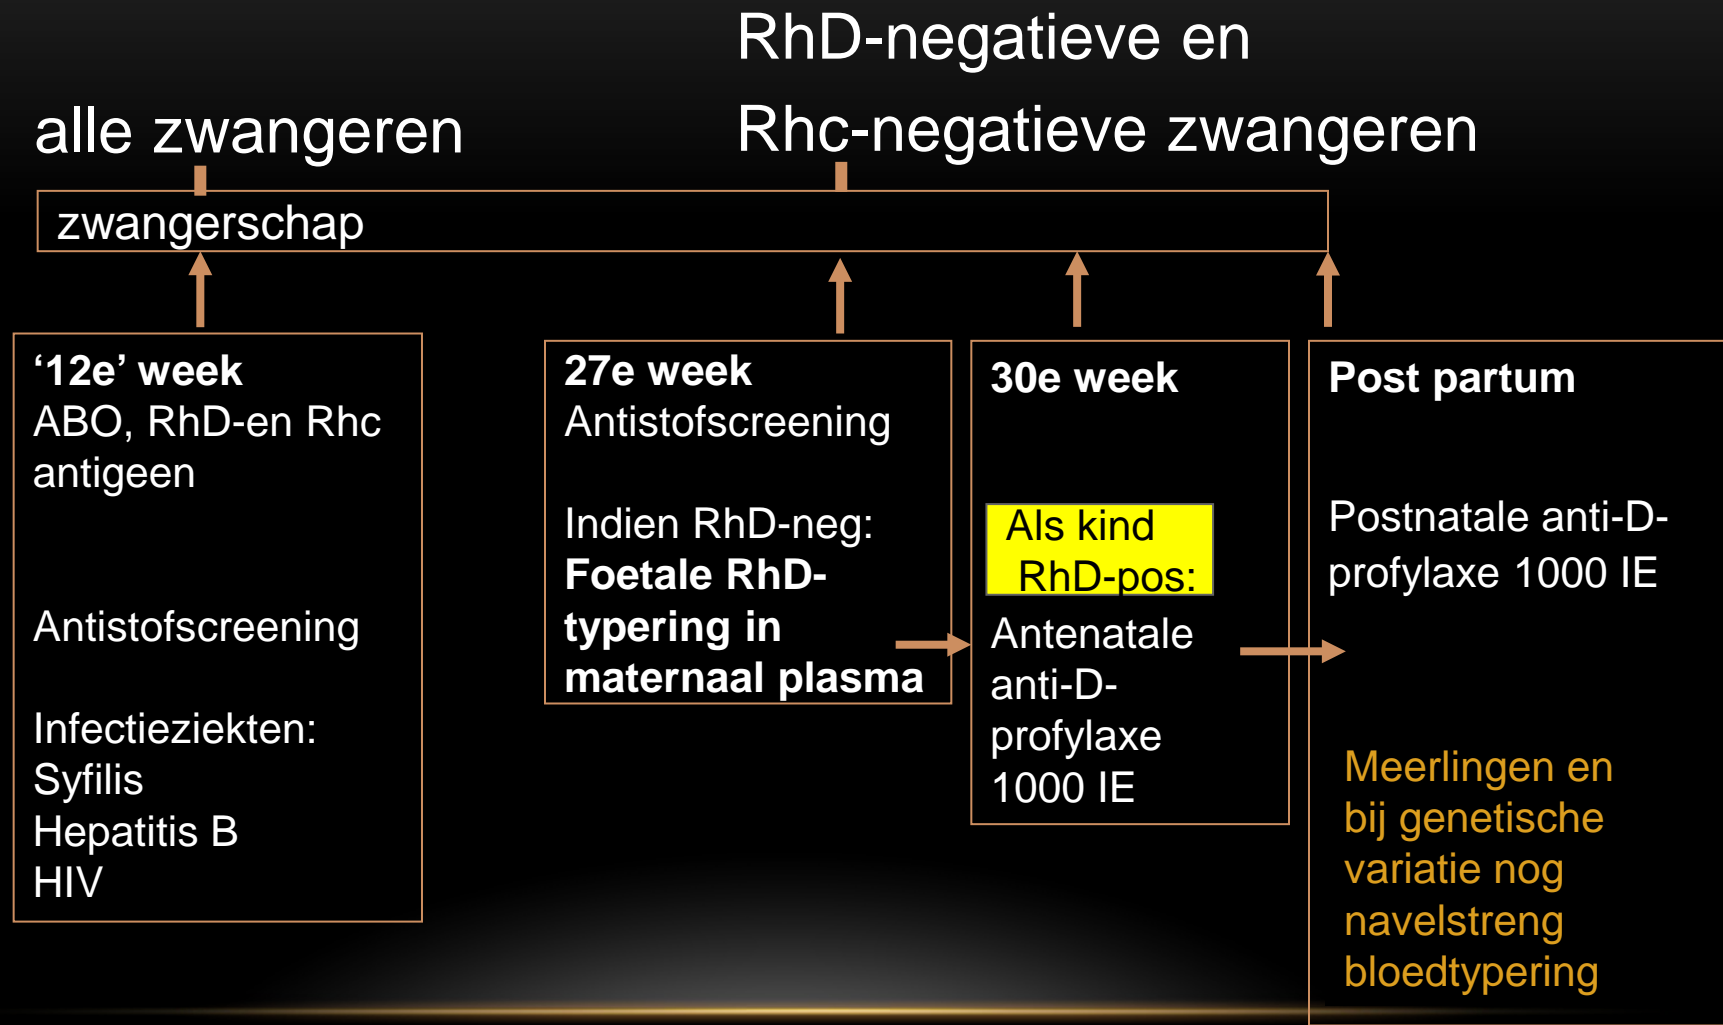 RhD-negatieve en
Rhc-negatieve zwangeren
alle zwangeren
zwangerschap
‘12e’ week
ABO, RhD-en Rhc
antigeen
Antistofscreening
Infectieziekten:
Syfilis
Hepatitis B
HIV
27e week
Antistofscreening
Indien RhD-neg:
Foetale RhD-
typering in
maternaal plasma
30e week
Als kind
RhD-pos:
Antenatale
anti-D-
profylaxe
1000 IE
Post partum
Postnatale anti-D-
profylaxe 1000 IE
Meerlingen en
bij genetische
variatie nog
navelstreng
bloedtypering